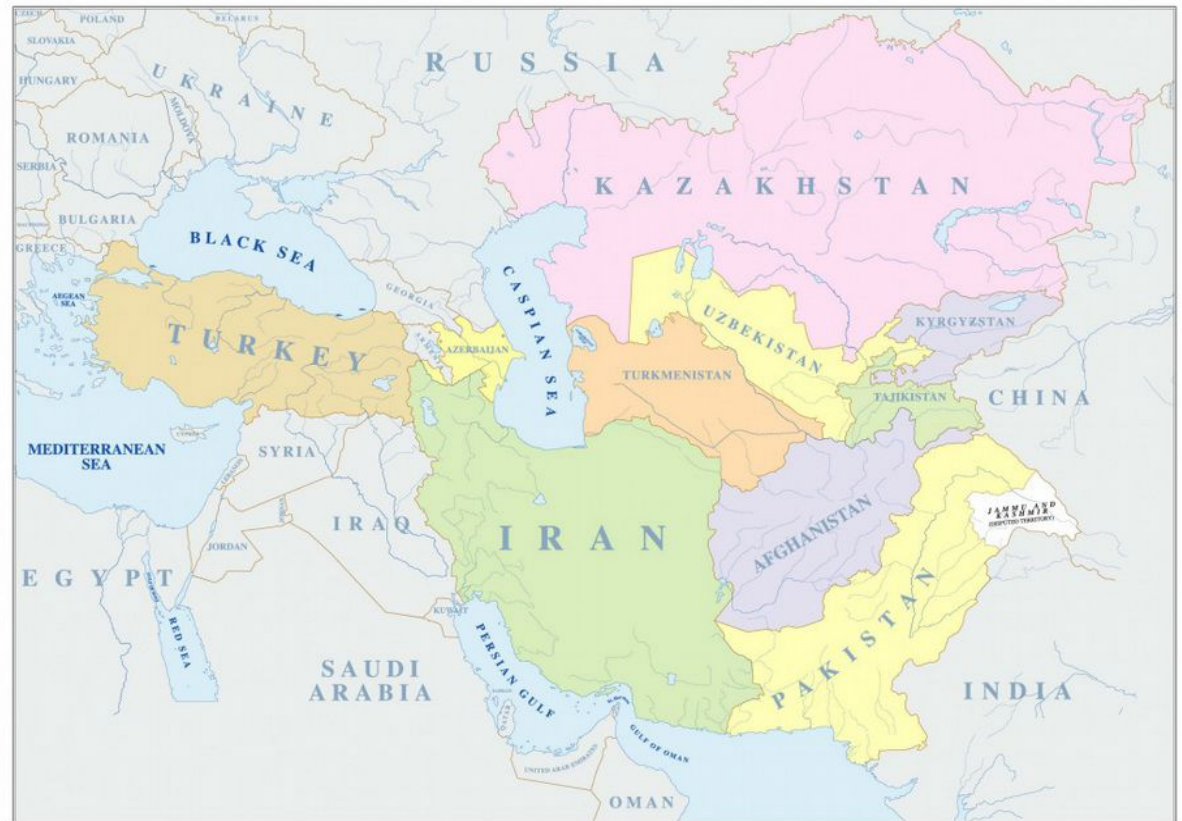 CZECH
POLAND
BELARUS
SLOVAKIA
HUNGARY
UKRAINE
RUSSIA
MOLDOVA
ROMANIA
SERBIA
KAZAKHSTAN
BULGARIA
GREECE
BLACK SEA
AEGEAN
SEA
CASPIAN SEA
GEORGIA
UZBEKISTAN
KYRGYZSTAN
TURKEY
AZERBAIJAN
TURKMENISTAN
TAJIKISTAN
CHINA
CYPRUS
MEDITERRANEAN
SEA
SYRIA
LEBANON
IRAQ
IRAN
AFGHANISTAN
JAMMU AND
KASHMIR
(DISPUTED TERRITORY)
JORDAN
EGYPT
KUWAIT
RED SEA
PERSIAN GULF
PAKISTAN
SAUDI
ARABIA
BAHRAIN
QATAR
INDIA
GULF OF OMAN
UNITED ARAB EMIRATES
OMAN